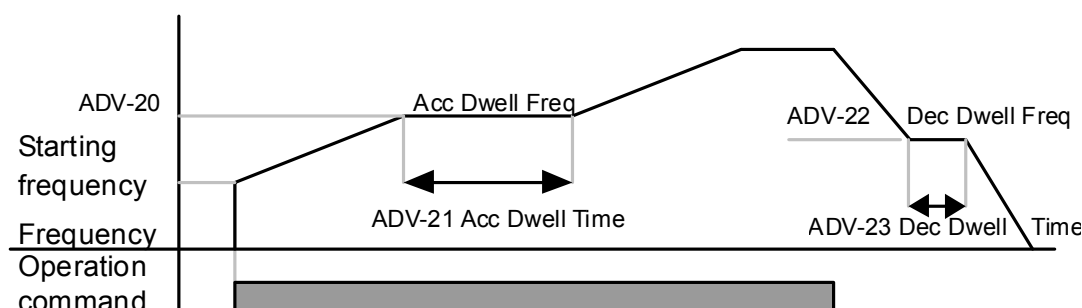 ADV-20
Acc Dwell Freq
ADV-22
Dec Dwell Freq
Starting
frequency
ADV-21 Acc Dwell Time
ADV-23 Dec Dwell
Time
Frequency
Operation
command